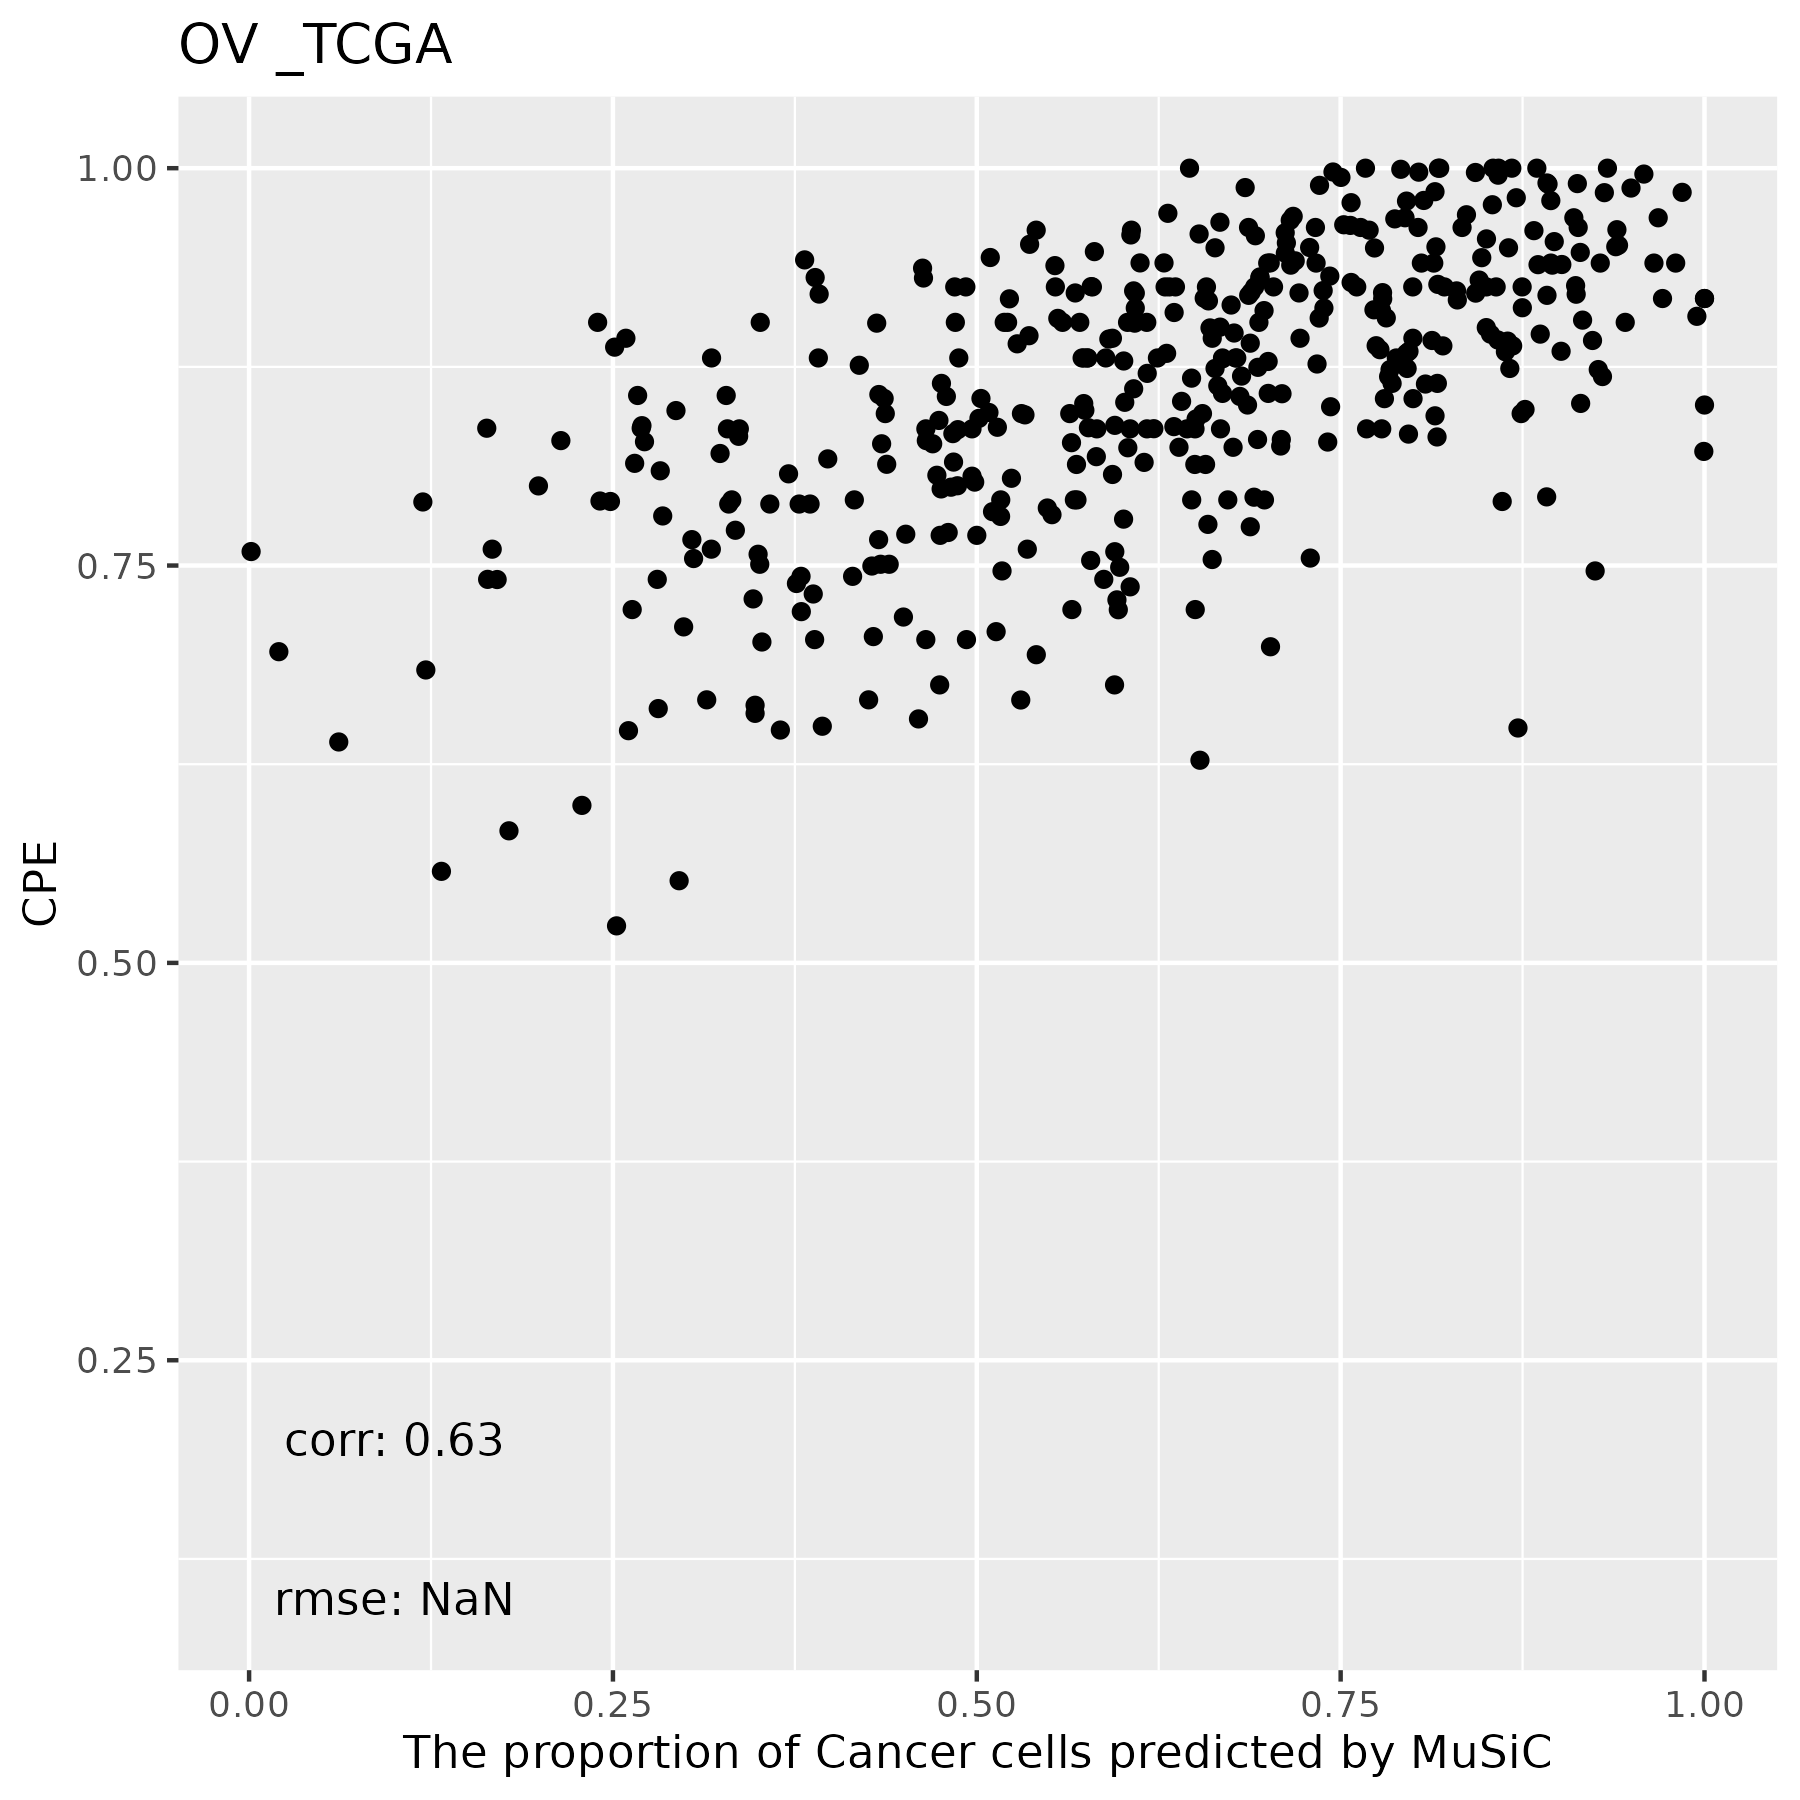 OV _TCGA
1.00
0.75
0.50
0.25
CPE
corr: 0.63
rmse: NaN
0.00 0.25 0.50 0.75 1.00
The proportion of Cancer cells predicted by MuSiC